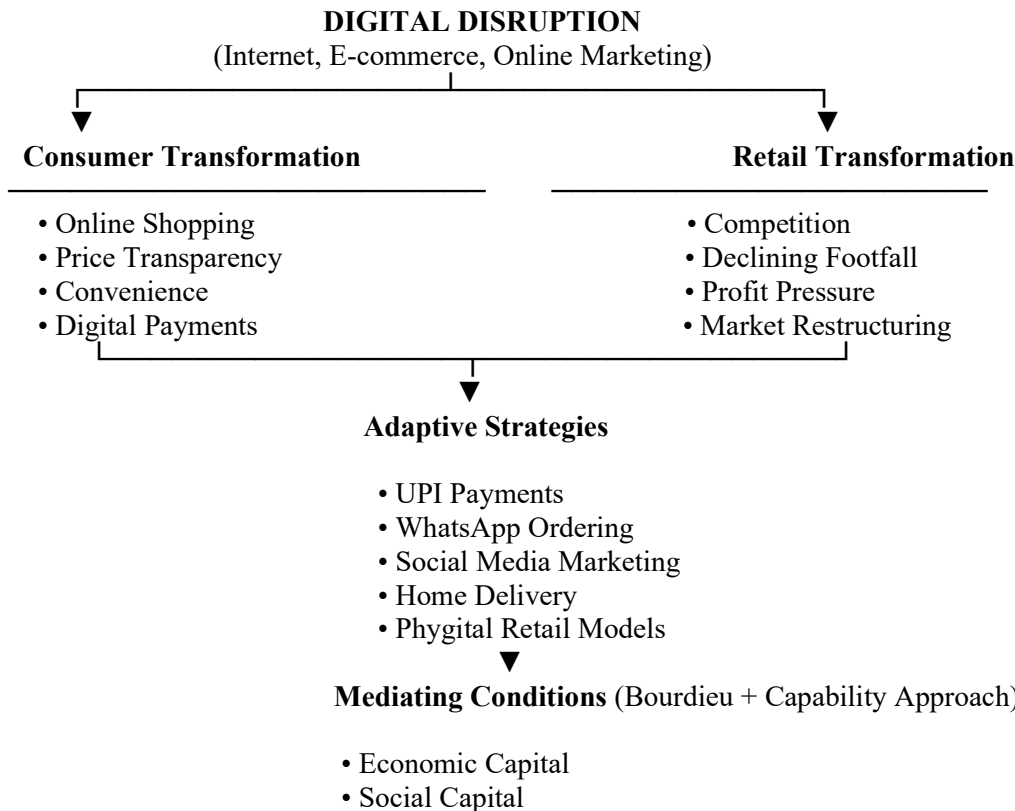 DIGITAL DISRUPTION
(Internet, E-commerce, Online Marketing)
Consumer Transformation
Retail Transformation
• Online Shopping
• Price Transparency
• Convenience
• Digital Payments
• Competition
• Declining Footfall
• Profit Pressure
• Market Restructuring
Adaptive Strategies
• UPI Payments
• WhatsApp Ordering
• Social Media Marketing
• Home Delivery
• Phygital Retail Models
Mediating Conditions (Bourdieu + Capability Approach)
• Economic Capital
• Social Capital